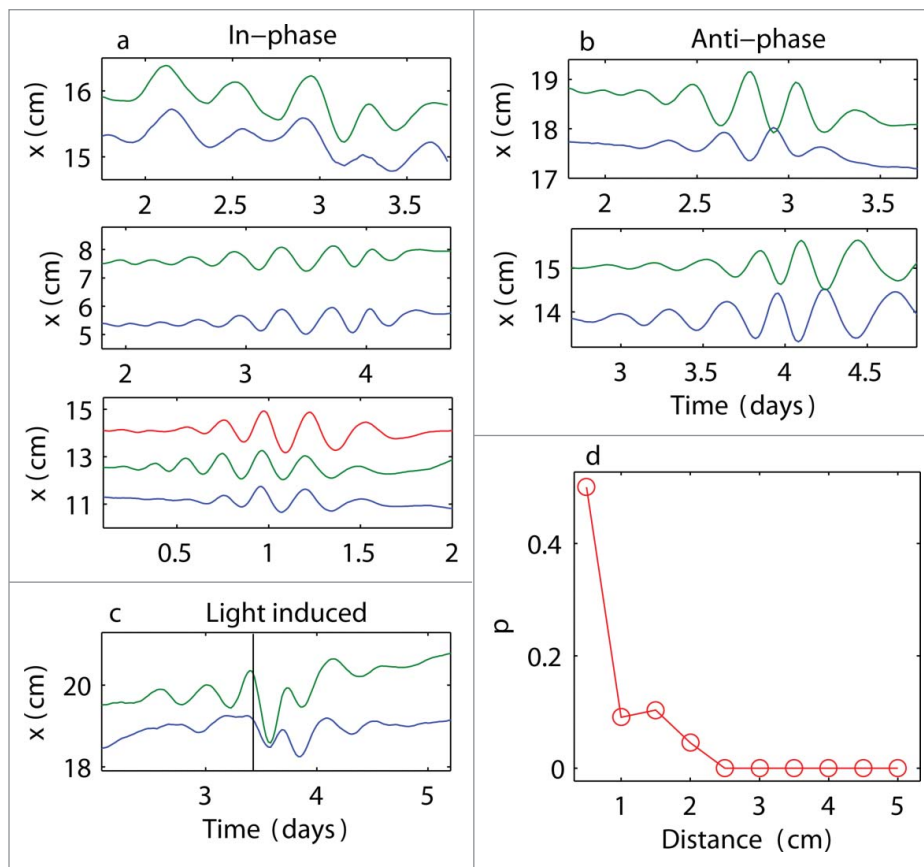 a In−phase
16
15
x (cm)
2 2.5 3 3.5
8
7
6
5
x (cm)
2 3 4
15
13
11
x (cm)
0.5 1 1.5 2
b Anti−phase
19
18
17
x (cm)
2 2.5 3 3.5
15
14
x (cm)
3 3.5 4 4.5
Time (days)
c Light induced
20
18
x (cm)
3 4 5
Time (days)
d
0.4
0.2
0
p
1 2 3 4 5
Distance (cm)